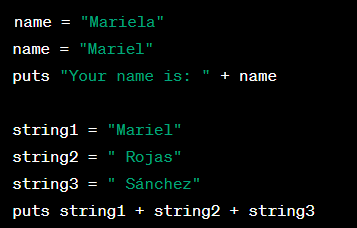 name = "Mariela"
name = "Mariel"
puts "Your name is: " + name
string1 = "Mariel"
string2 = " Rojas"
string3 = " Sánchez"
puts string1 + string2 + string3